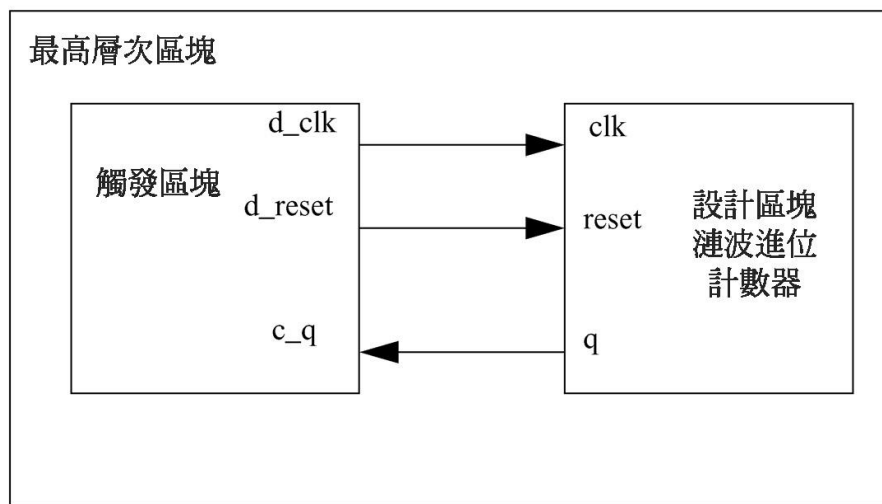 最高層次區塊
觸發區塊
d_clk
d_reset
c_q
clk
reset
q
設計區塊
漣波進位
計數器